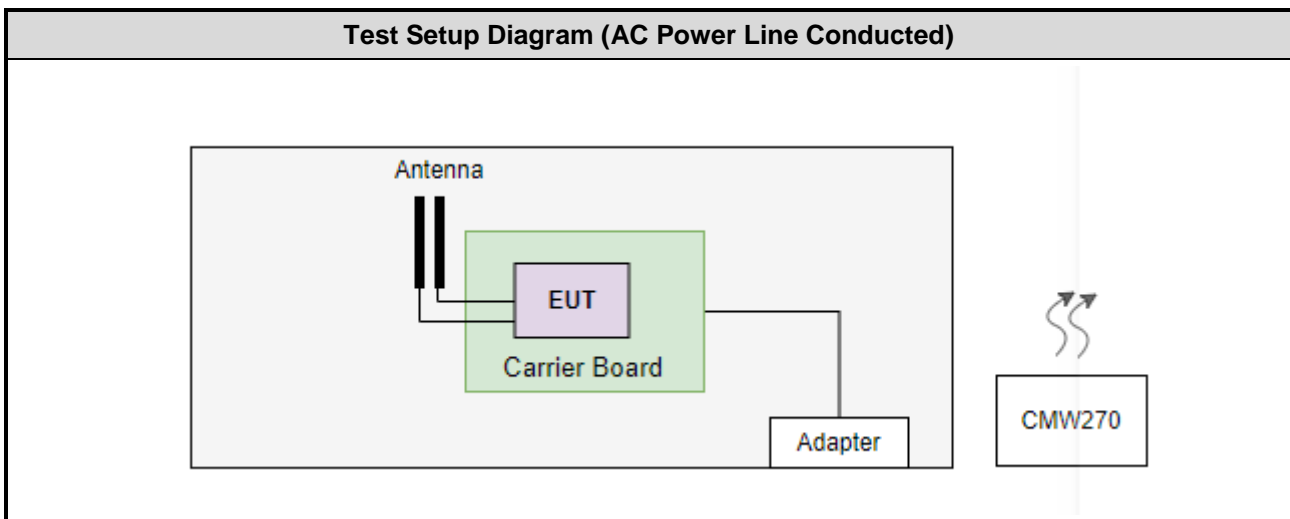 Test Setup Diagram (AC Power Line Conducted)
Antenna
EUT
Carrier Board
Adapter
CMW270